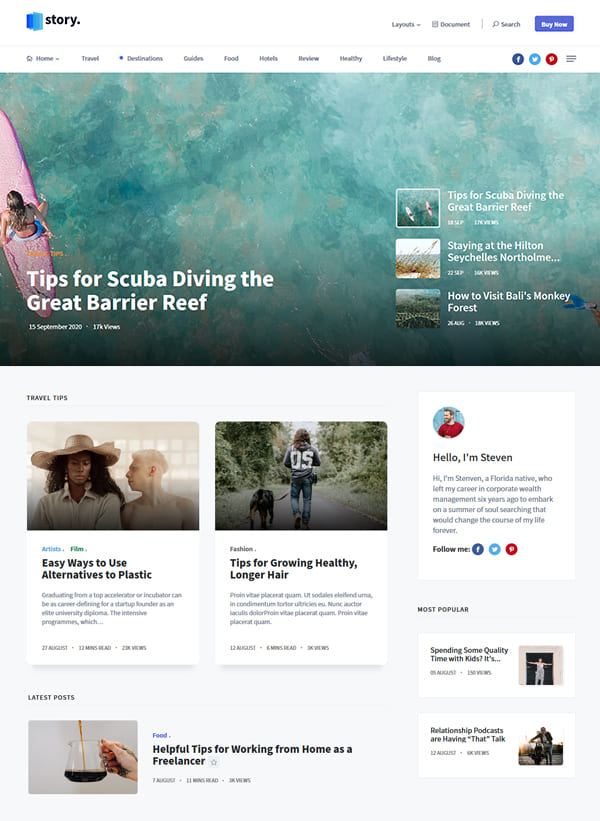 story.
Layouts
Document
Search
Buy Now
Home
Travel
Destinations
Guides
Food
Hotels
Review
Healthy
Lifestyle
Blog
TIPS .
Tips for Scuba Diving the
Great Barrier Reef
15 September 2020 • 17k Views
Tips for Scuba Diving the
Great Barrier Reef
18 SEP 17K VIEWS
Staying at the Hilton
Seychelles Northolme...
22 SEP • 16K VIEWS
How to Visit Bali's Monkey
Forest
26 AUG • 18K VIEWS
TRAVEL TIPS
Artists . Film .
Easy Ways to Use
Alternatives to Plastic
Graduating from a top accelerator or incubator can
be as career-defining for a startup founder as an
elite university diploma. The intensive
programmes, which…
27 AUGUST • 12 MINS READ • 23K VIEWS
Fashion .
Tips for Growing Healthy,
Longer Hair
Proin vitae placerat quam. Ut sodales eleifend urna,
in condimentum tortor ultricies eu. Nunc auctor
iaculis dolorProin vitae placerat quam. Proin vitae
placerat quam.
12 AUGUST • 6 MINS READ • 3K VIEWS
Hello, I'm Steven
Hi, I'm Stenven, a Florida native, who
left my career in corporate wealth
management six years ago to embark
on a summer of soul searching that
would change the course of my life
forever.
Follow me:
MOST POPULAR
Spending Some Quality
Time with Kids? It's...
05 AUGUST • 150 VIEWS
Relationship Podcasts
are Having "That" Talk
12 AUGUST • 6K VIEWS
LATEST POSTS
Food .
Helpful Tips for Working from Home as a
Freelancer
7 AUGUST • 11 MINS READ • 3K VIEWS